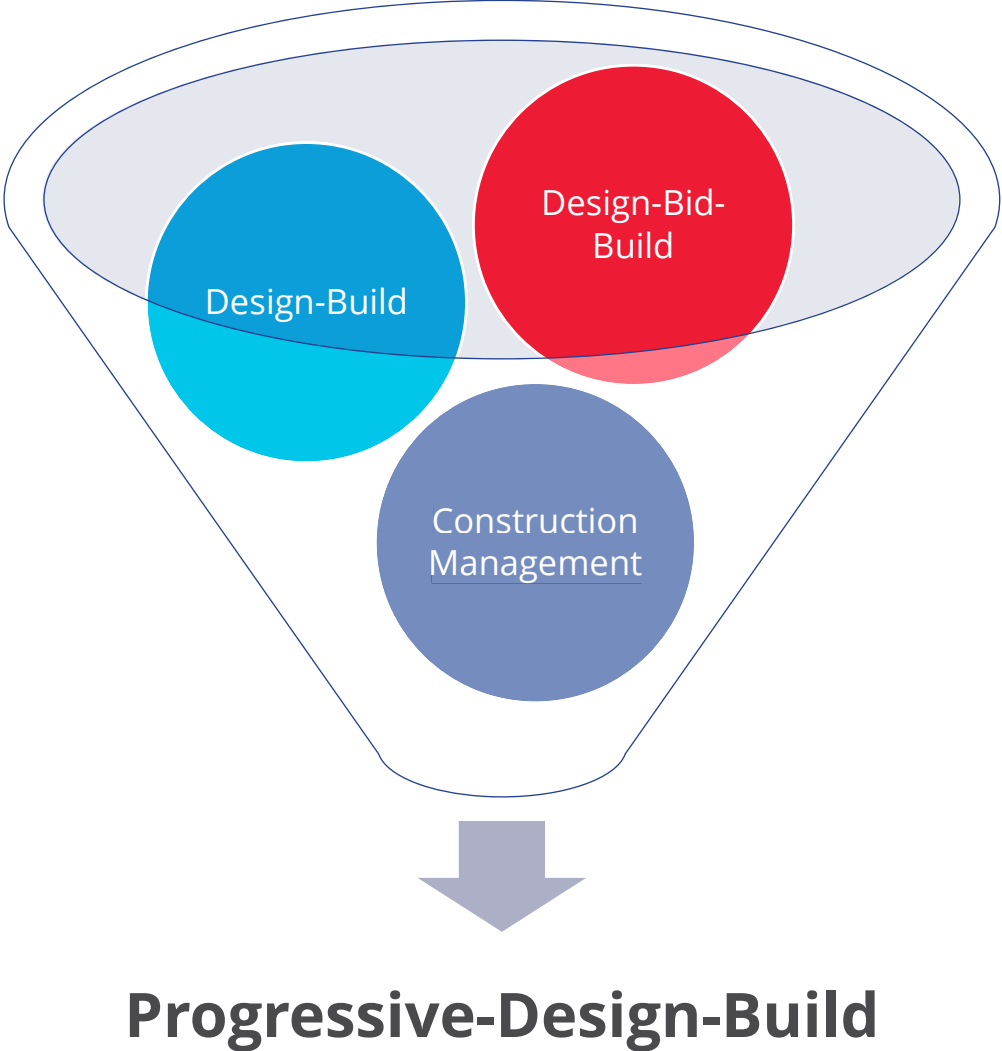 Design-Bid-
Build
Design-Build
Construction
Management
Progressive-Design-Build